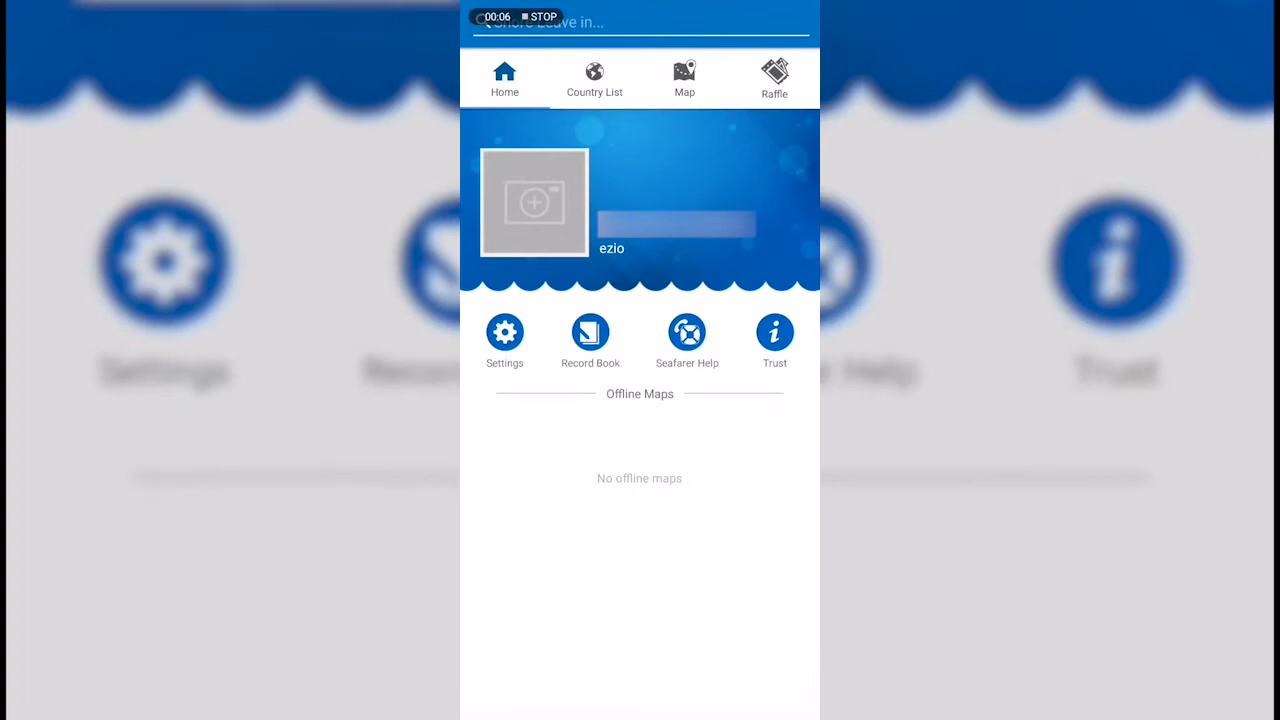 00:06 STOP
Shore Leave in...
Home Country List Map Raffle
ezio
Settings Record Book Seafarer Help Trust
Offline Maps
No offline maps